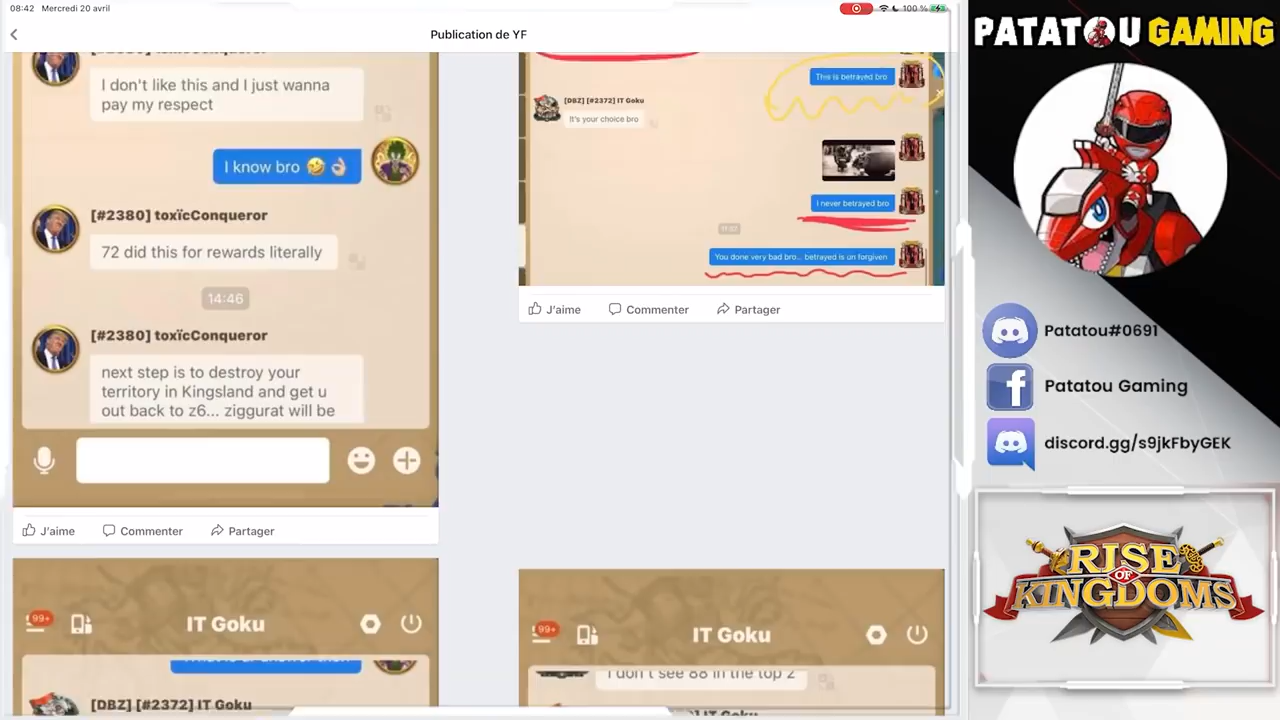 08:42 Mercredi 20 avril
100 %
Publication de YF
[#2380] toxïcConqueror
I don't like this and I just wanna
pay my respect
I know bro 🤣👌🏼
[#2380] toxïcConqueror
72 did this for rewards literally
14:46
[#2380] toxïcConqueror
next step is to destroy your
territory in Kingsland and get u
out back to z6... ziggurat will be
J'aime
Commenter
Partager
99+
IT Goku
[DBZ] [#2372] IT Goku
This is betrayed bro
[DBZ] [#2372] IT Goku
It's your choice bro
I never betrayed bro
You done very bad bro... betrayed is un forgiven
J'aime
Commenter
Partager
99+
IT Goku
I don't see 88 in the top 2
IT Goku
PATATOU GAMING
Patatou#0691
Patatou Gaming
discord.gg/s9jkFbyGEK
RISE
OF
KINGDOMS